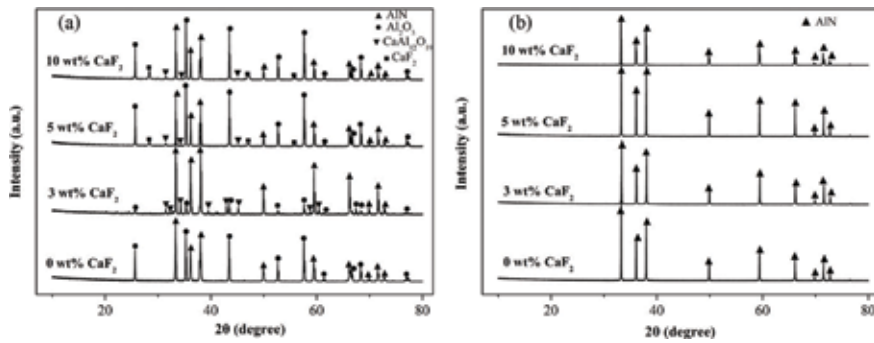 (a)
AlN
Al₂O₃
CaAl₁₂O₁₉
CaF₂
10 wt% CaF₂
5 wt% CaF₂
3 wt% CaF₂
0 wt% CaF₂
Intensity (a.u.)
20 40 60 80
2θ (degree)
(b)
AlN
10 wt% CaF₂
5 wt% CaF₂
3 wt% CaF₂
0 wt% CaF₂
Intensity (a.u.)
20 40 60 80
2θ (degree)